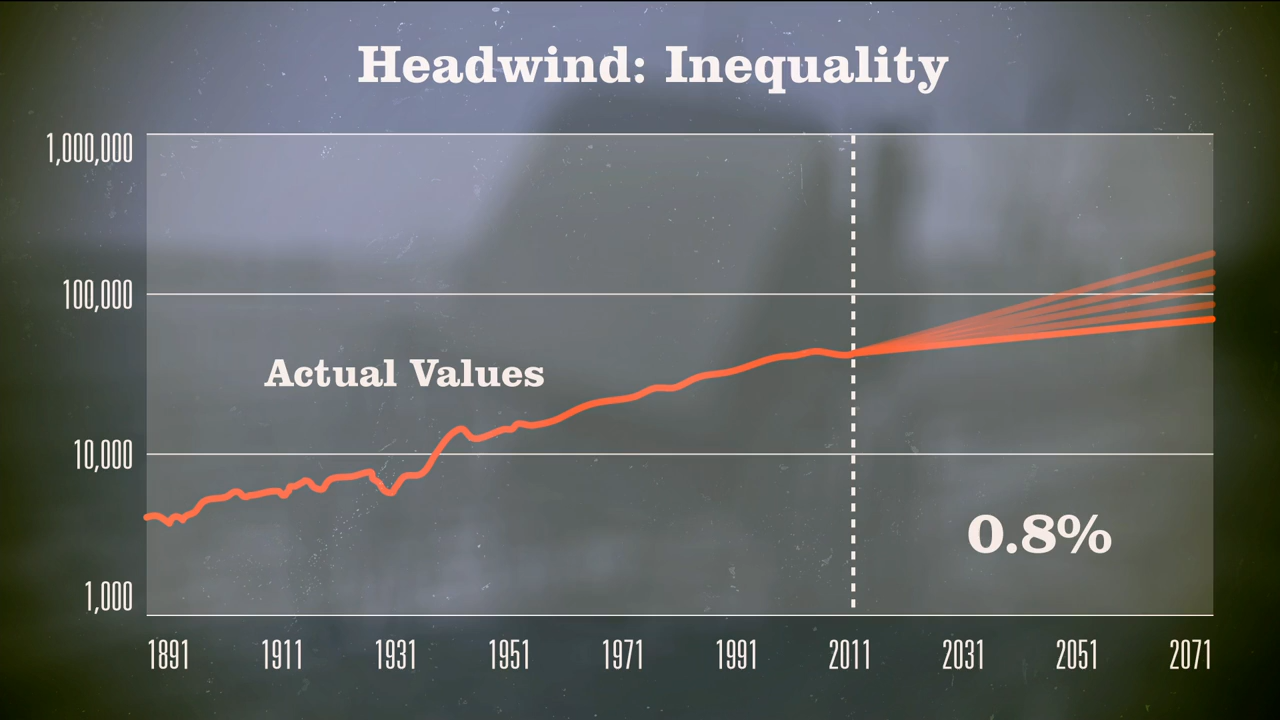 Headwind: Inequality
1,000,000
100,000
Actual Values
10,000
0.8%
1,000
1891 1911 1931 1951 1971 1991 2011 2031 2051 2071